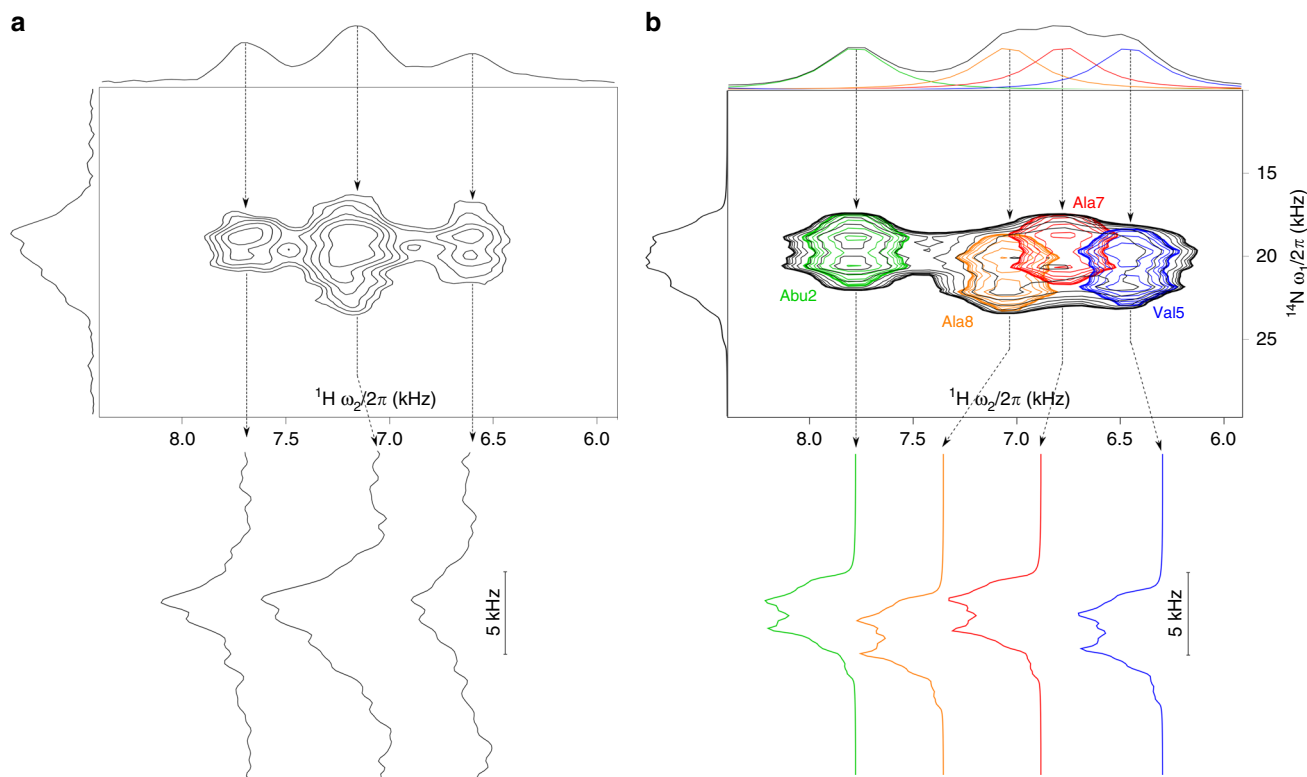 a
¹H ω₂/2π (kHz)
8.0 7.5 7.0 6.5 6.0
5 kHz
b
Abu2
Ala8
Ala7
Val5
15
20
25
¹⁴N ω₁/2π (kHz)
¹H ω₂/2π (kHz)
8.0 7.5 7.0 6.5 6.0
5 kHz